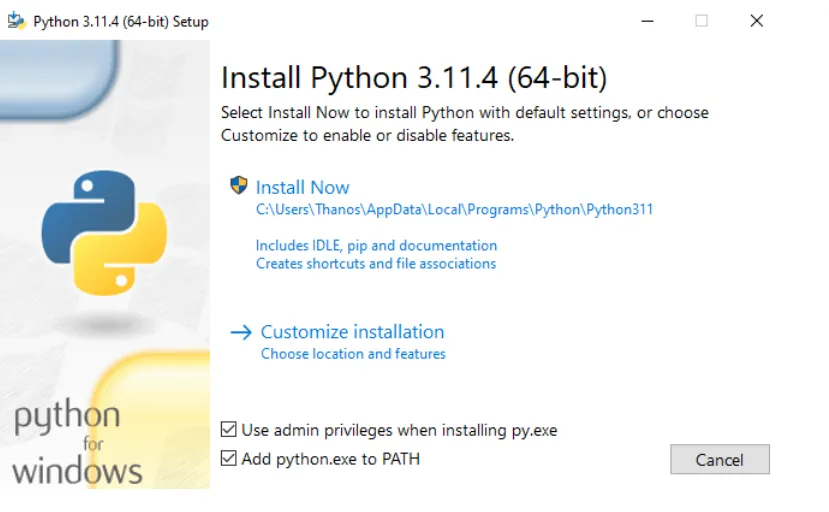 Python 3.11.4 (64-bit) Setup
Install Python 3.11.4 (64-bit)
Select Install Now to install Python with default settings, or choose
Customize to enable or disable features.
Install Now
C:\Users\Thanos\AppData\Local\Programs\Python\Python311
Includes IDLE, pip and documentation
Creates shortcuts and file associations
Customize installation
Choose location and features
python
for
windows
Use admin privileges when installing py.exe
Add python.exe to PATH
Cancel